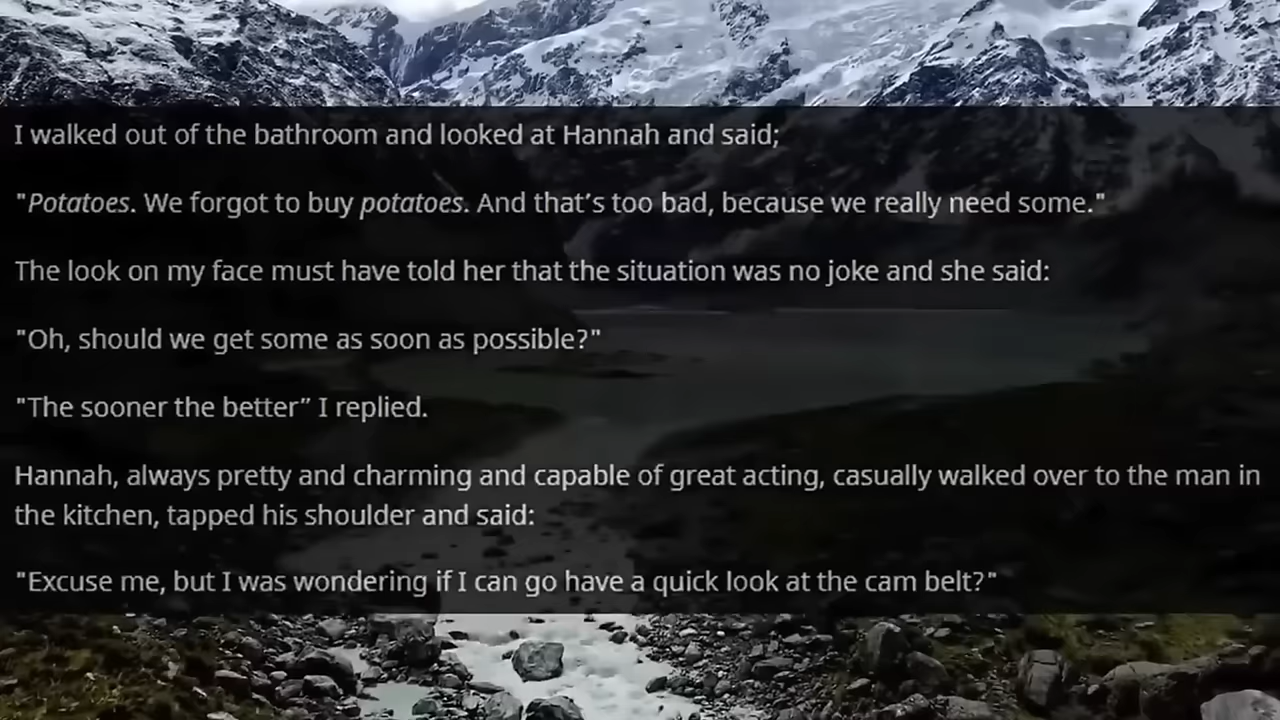 I walked out of the bathroom and looked at Hannah and said;
"Potatoes. We forgot to buy potatoes. And that’s too bad, because we really need some."
The look on my face must have told her that the situation was no joke and she said:
"Oh, should we get some as soon as possible?"
"The sooner the better” I replied.
Hannah, always pretty and charming and capable of great acting, casually walked over to the man in
the kitchen, tapped his shoulder and said:
"Excuse me, but I was wondering if I can go have a quick look at the cam belt?"